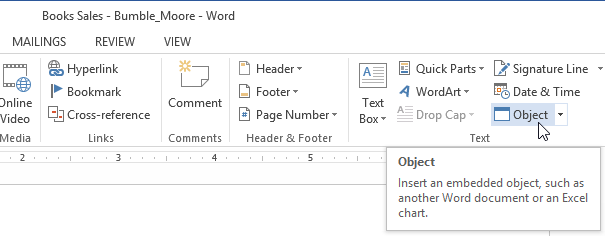 Books Sales - Bumble_Moore - Word
MAILINGS REVIEW VIEW
Online Video
Hyperlink
Bookmark
Cross-reference
Comment
Header
Footer
Page Number
Text Box
Quick Parts
WordArt
Drop Cap
Signature Line
Date & Time
Object
Media Links Comments Header & Footer Text
2 3 4 5
Object
Insert an embedded object, such as
another Word document or an Excel
chart.